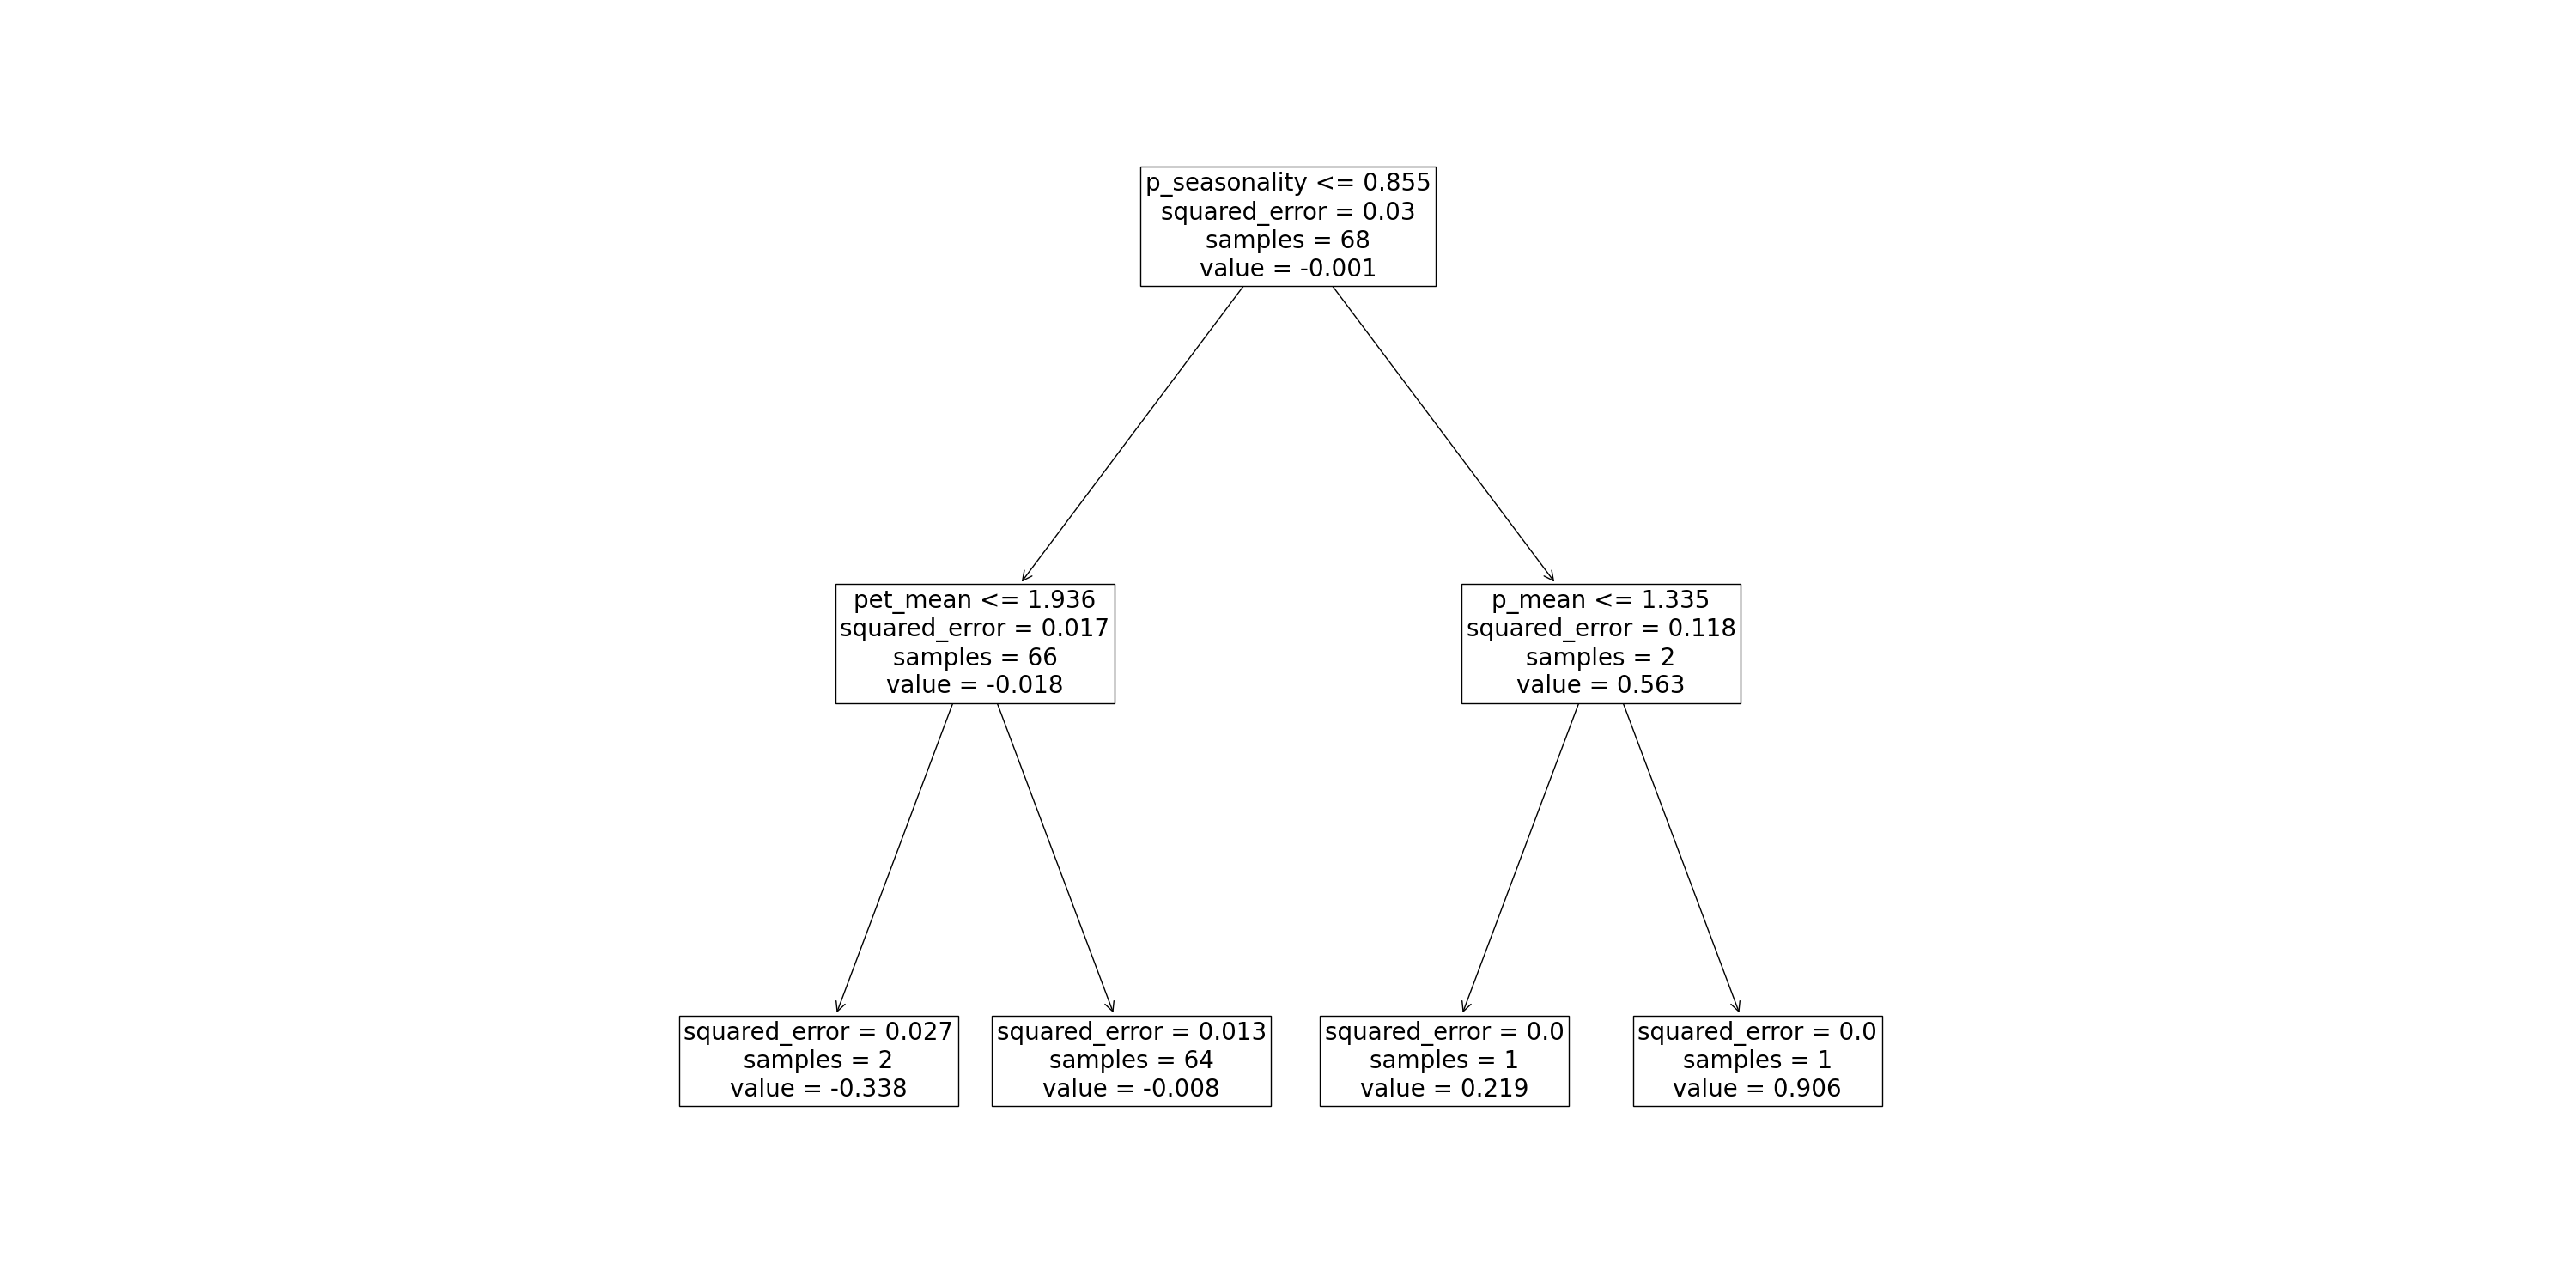 p_seasonality <= 0.855
squared_error = 0.03
samples = 68
value = -0.001
pet_mean <= 1.936
squared_error = 0.017
samples = 66
value = -0.018
p_mean <= 1.335
squared_error = 0.118
samples = 2
value = 0.563
squared_error = 0.027
samples = 2
value = -0.338
squared_error = 0.013
samples = 64
value = -0.008
squared_error = 0.0
samples = 1
value = 0.219
squared_error = 0.0
samples = 1
value = 0.906